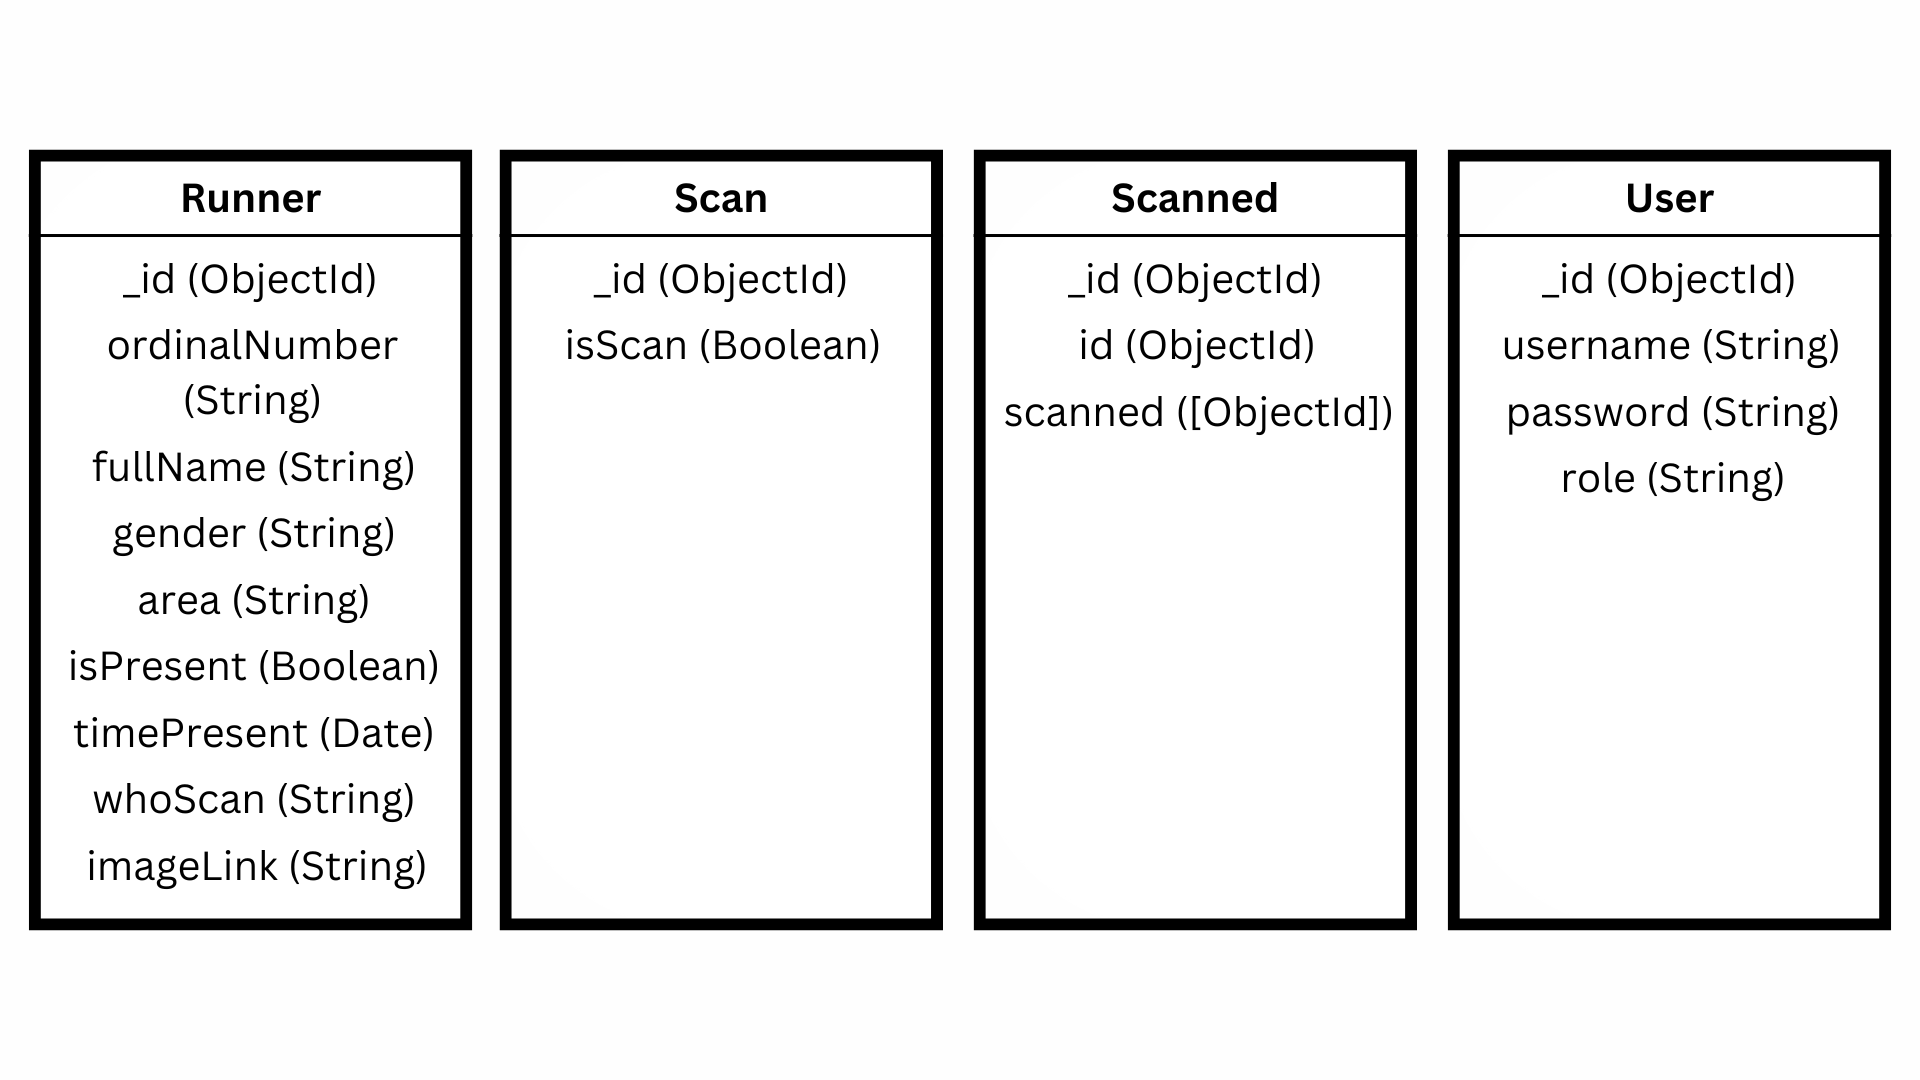 Runner
_id (ObjectId)
ordinalNumber
(String)
fullName (String)
gender (String)
area (String)
isPresent (Boolean)
timePresent (Date)
whoScan (String)
imageLink (String)
Scan
_id (ObjectId)
isScan (Boolean)
Scanned
_id (ObjectId)
id (ObjectId)
scanned ([ObjectId])
User
_id (ObjectId)
username (String)
password (String)
role (String)